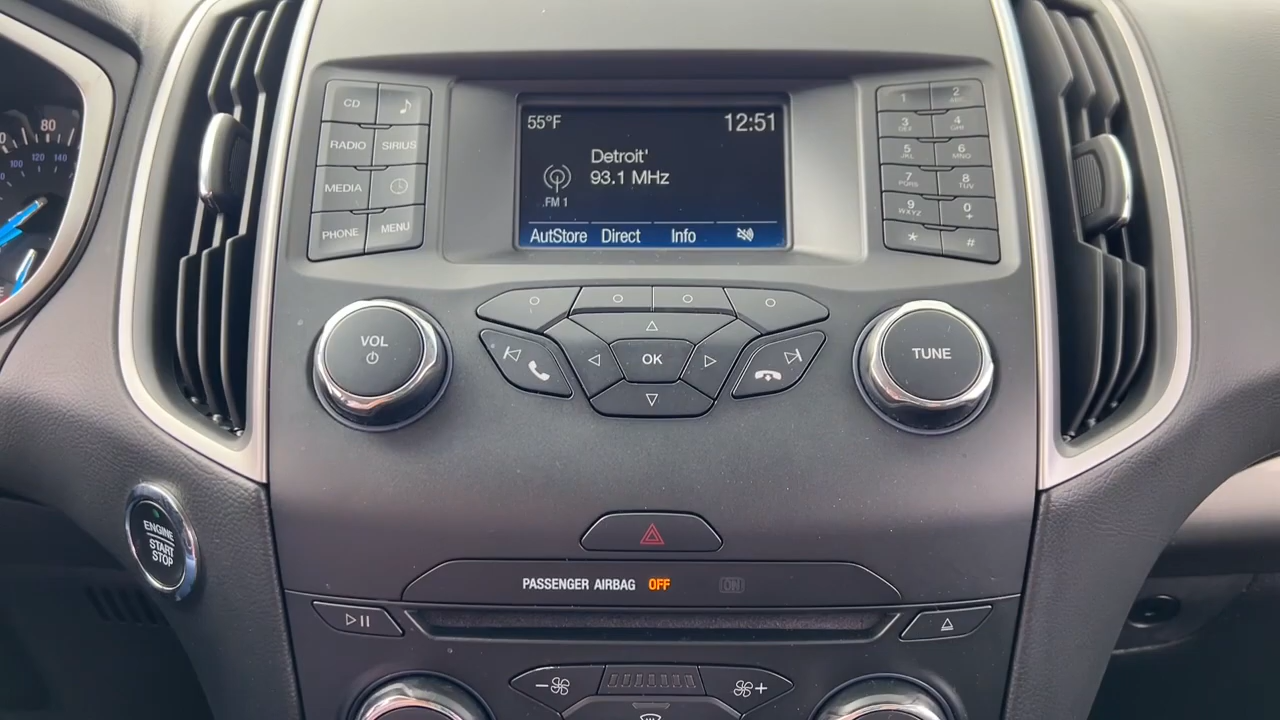 80
100 120 140
CD
RADIO SIRIUS
MEDIA
PHONE MENU
55°F 12:51
Detroit'
93.1 MHz
FM 1
AutStore Direct Info
1 2 ABC
3 DEF 4 GHI
5 JKL 6 MNO
7 PQRS 8 TUV
9 WXYZ 0 +
* #
VOL
OK
TUNE
ENGINE
START
STOP
PASSENGER AIRBAG OFF ON